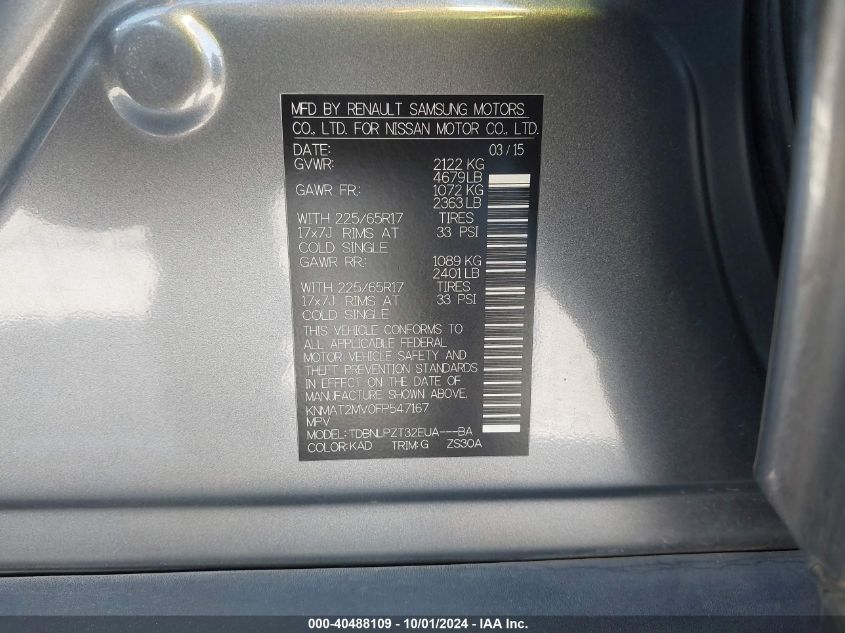 MFD BY RENAULT SAMSUNG MOTORS
CO., LTD. FOR NISSAN MOTOR CO., LTD.
DATE: 03/15
GVWR: 2122 KG
4679LB
GAWR FR: 1072 KG
2363LB
WITH 225/65R17 TIRES
17x7J RIMS AT 33 PSI
COLD SINGLE
GAWR RR: 1089 KG
2401LB
WITH 225/65R17 TIRES
17x7J RIMS AT 33 PSI
COLD SINGLE
THIS VEHICLE CONFORMS TO
ALL APPLICABLE FEDERAL
MOTOR VEHICLE SAFETY AND
THEFT PREVENTION STANDARDS
IN EFFECT ON THE DATE OF
MANUFACTURE SHOWN ABOVE.
KNMAT2MV0FP547167
MPV
MODEL: TDBNLPZT32EUA---BA
COLOR:KAD TRIM:G ZS30A
000-40488109 - 10/01/2024 - IAA Inc.